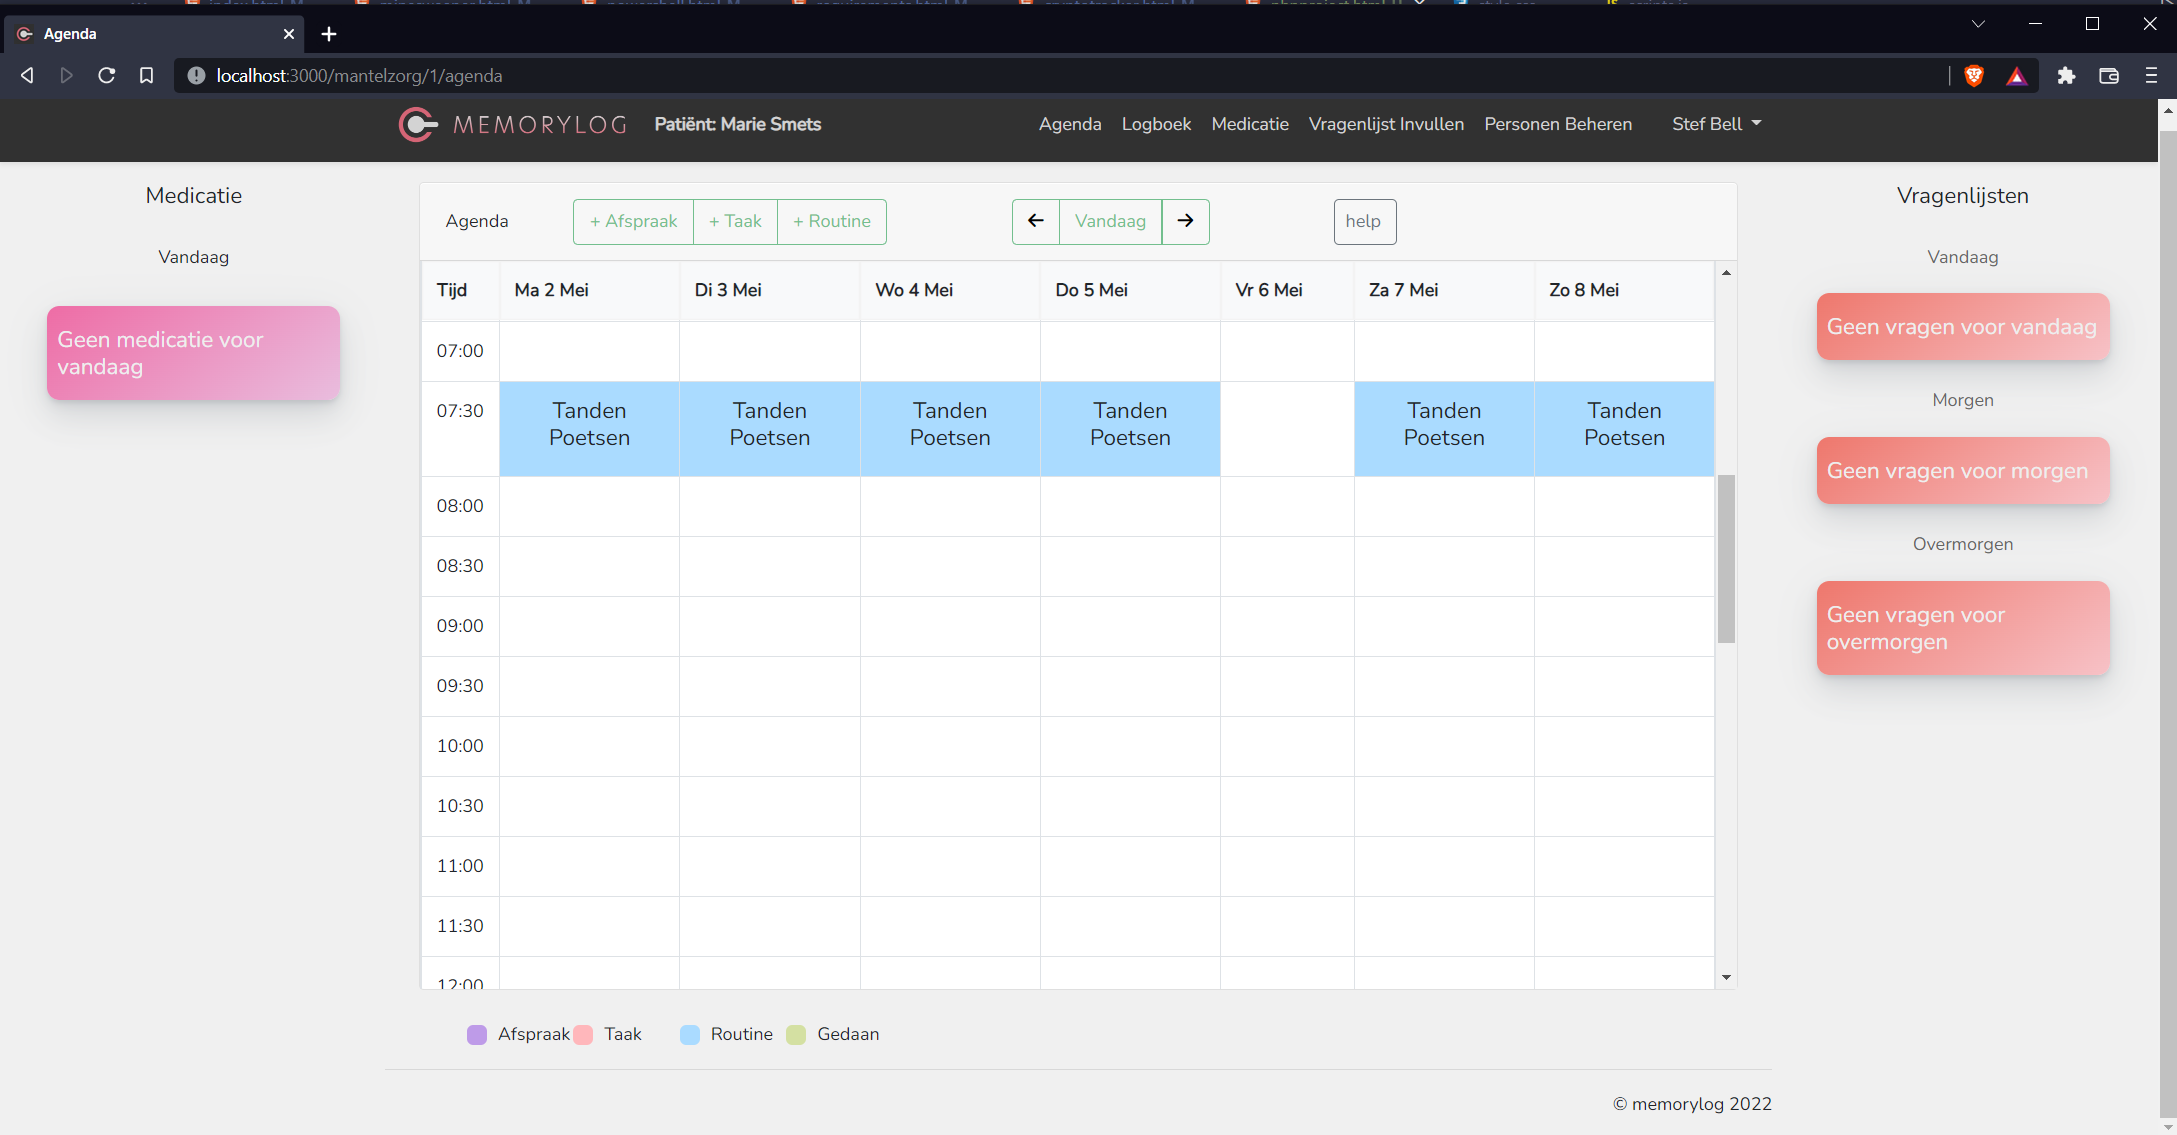 Agenda
localhost:3000/mantelzorg/1/agenda
MEMORYLOG
Patiënt: Marie Smets
Agenda Logboek Medicatie Vragenlijst Invullen Personen Beheren Stef Bell
Medicatie
Vandaag
Geen medicatie voor
vandaag
Agenda + Afspraak + Taak + Routine ← Vandaag → help
Tijd Ma 2 Mei Di 3 Mei Wo 4 Mei Do 5 Mei Vr 6 Mei Za 7 Mei Zo 8 Mei
07:00
07:30
Tanden
Poetsen
Tanden
Poetsen
Tanden
Poetsen
Tanden
Poetsen
Tanden
Poetsen
Tanden
Poetsen
08:00
08:30
09:00
09:30
10:00
10:30
11:00
11:30
12:00
Afspraak Taak Routine Gedaan
Vragenlijsten
Vandaag
Geen vragen voor vandaag
Morgen
Geen vragen voor morgen
Overmorgen
Geen vragen voor
overmorgen
© memorylog 2022